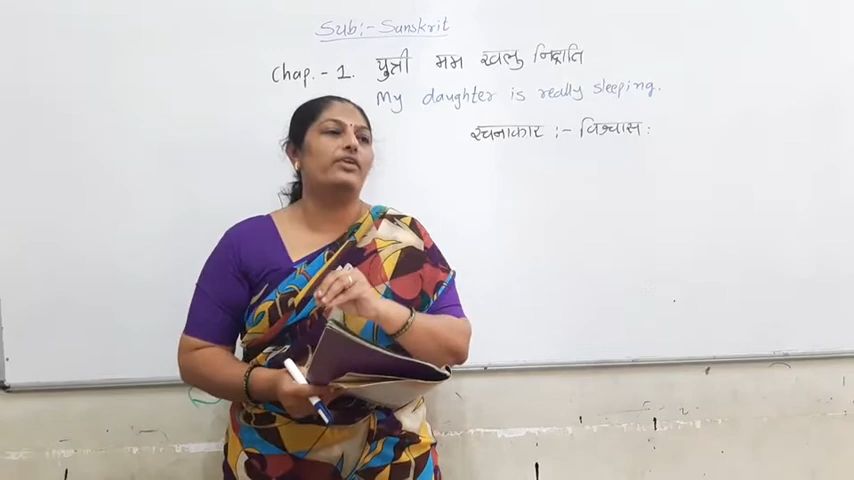 Sub:- Sanskrit
Chap. - 1. पुत्री मम खलु निद्राति
My daughter is really sleeping.
रचनाकार :- विश्वास: